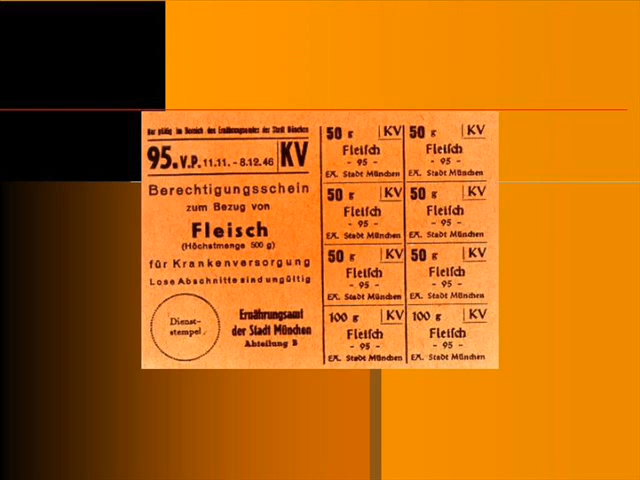 Nur gültig im Bereich des Ernährungsamtes der Stadt München
95. V.P. 11.11. - 8.12.46 KV
Berechtigungsschein
zum Bezug von
Fleisch
(Höchstmenge 500 g)
für Krankenversorgung
Lose Abschnitte sind ungültig
Dienst-
stempel
Ernährungsamt
der Stadt München
Abteilung B
50 g KV
Fleisch
- 95 -
EA. Stadt München
50 g KV
Fleisch
- 95 -
EA. Stadt München
50 g KV
Fleisch
- 95 -
EA. Stadt München
50 g KV
Fleisch
- 95 -
EA. Stadt München
50 g KV
Fleisch
- 95 -
EA. Stadt München
50 g KV
Fleisch
- 95 -
EA. Stadt München
100 g KV
Fleisch
- 95 -
EA. Stadt München
100 g KV
Fleisch
- 95 -
EA. Stadt München